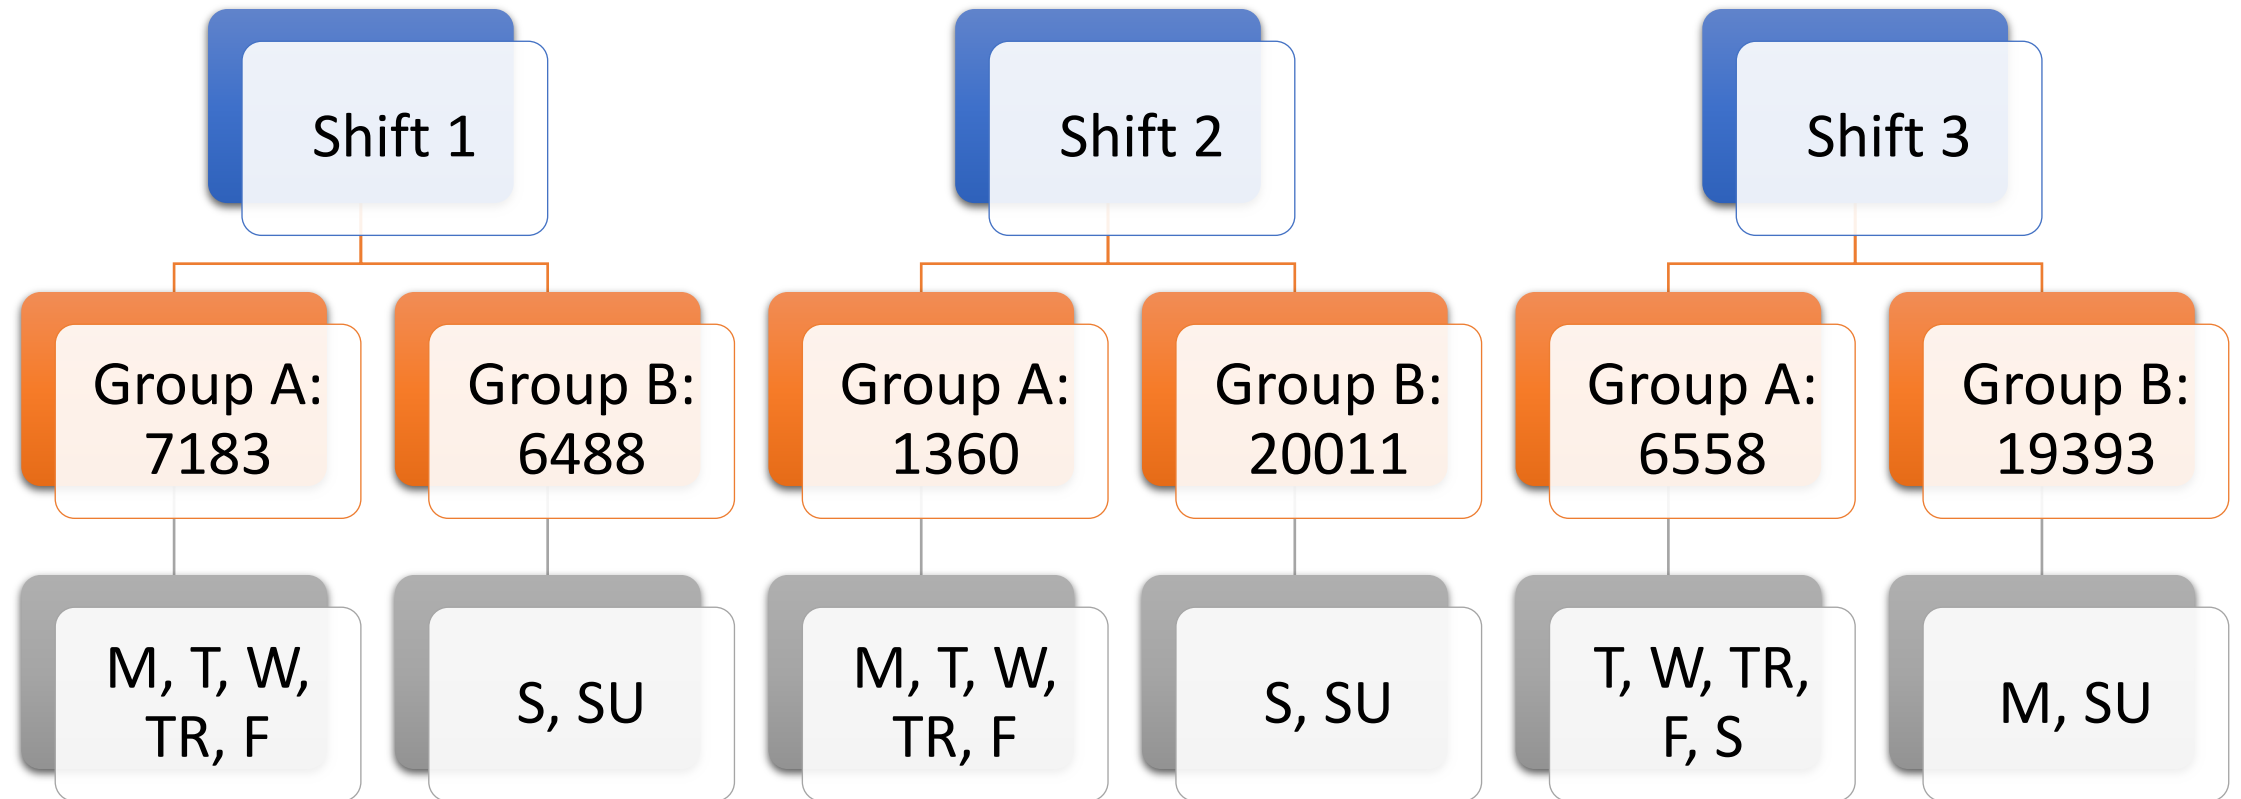 Shift 1
Shift 2
Shift 3
Group A:
7183
Group B:
6488
Group A:
1360
Group B:
20011
Group A:
6558
Group B:
19393
M, T, W,
TR, F
S, SU
M, T, W,
TR, F
S, SU
T, W, TR,
F, S
M, SU